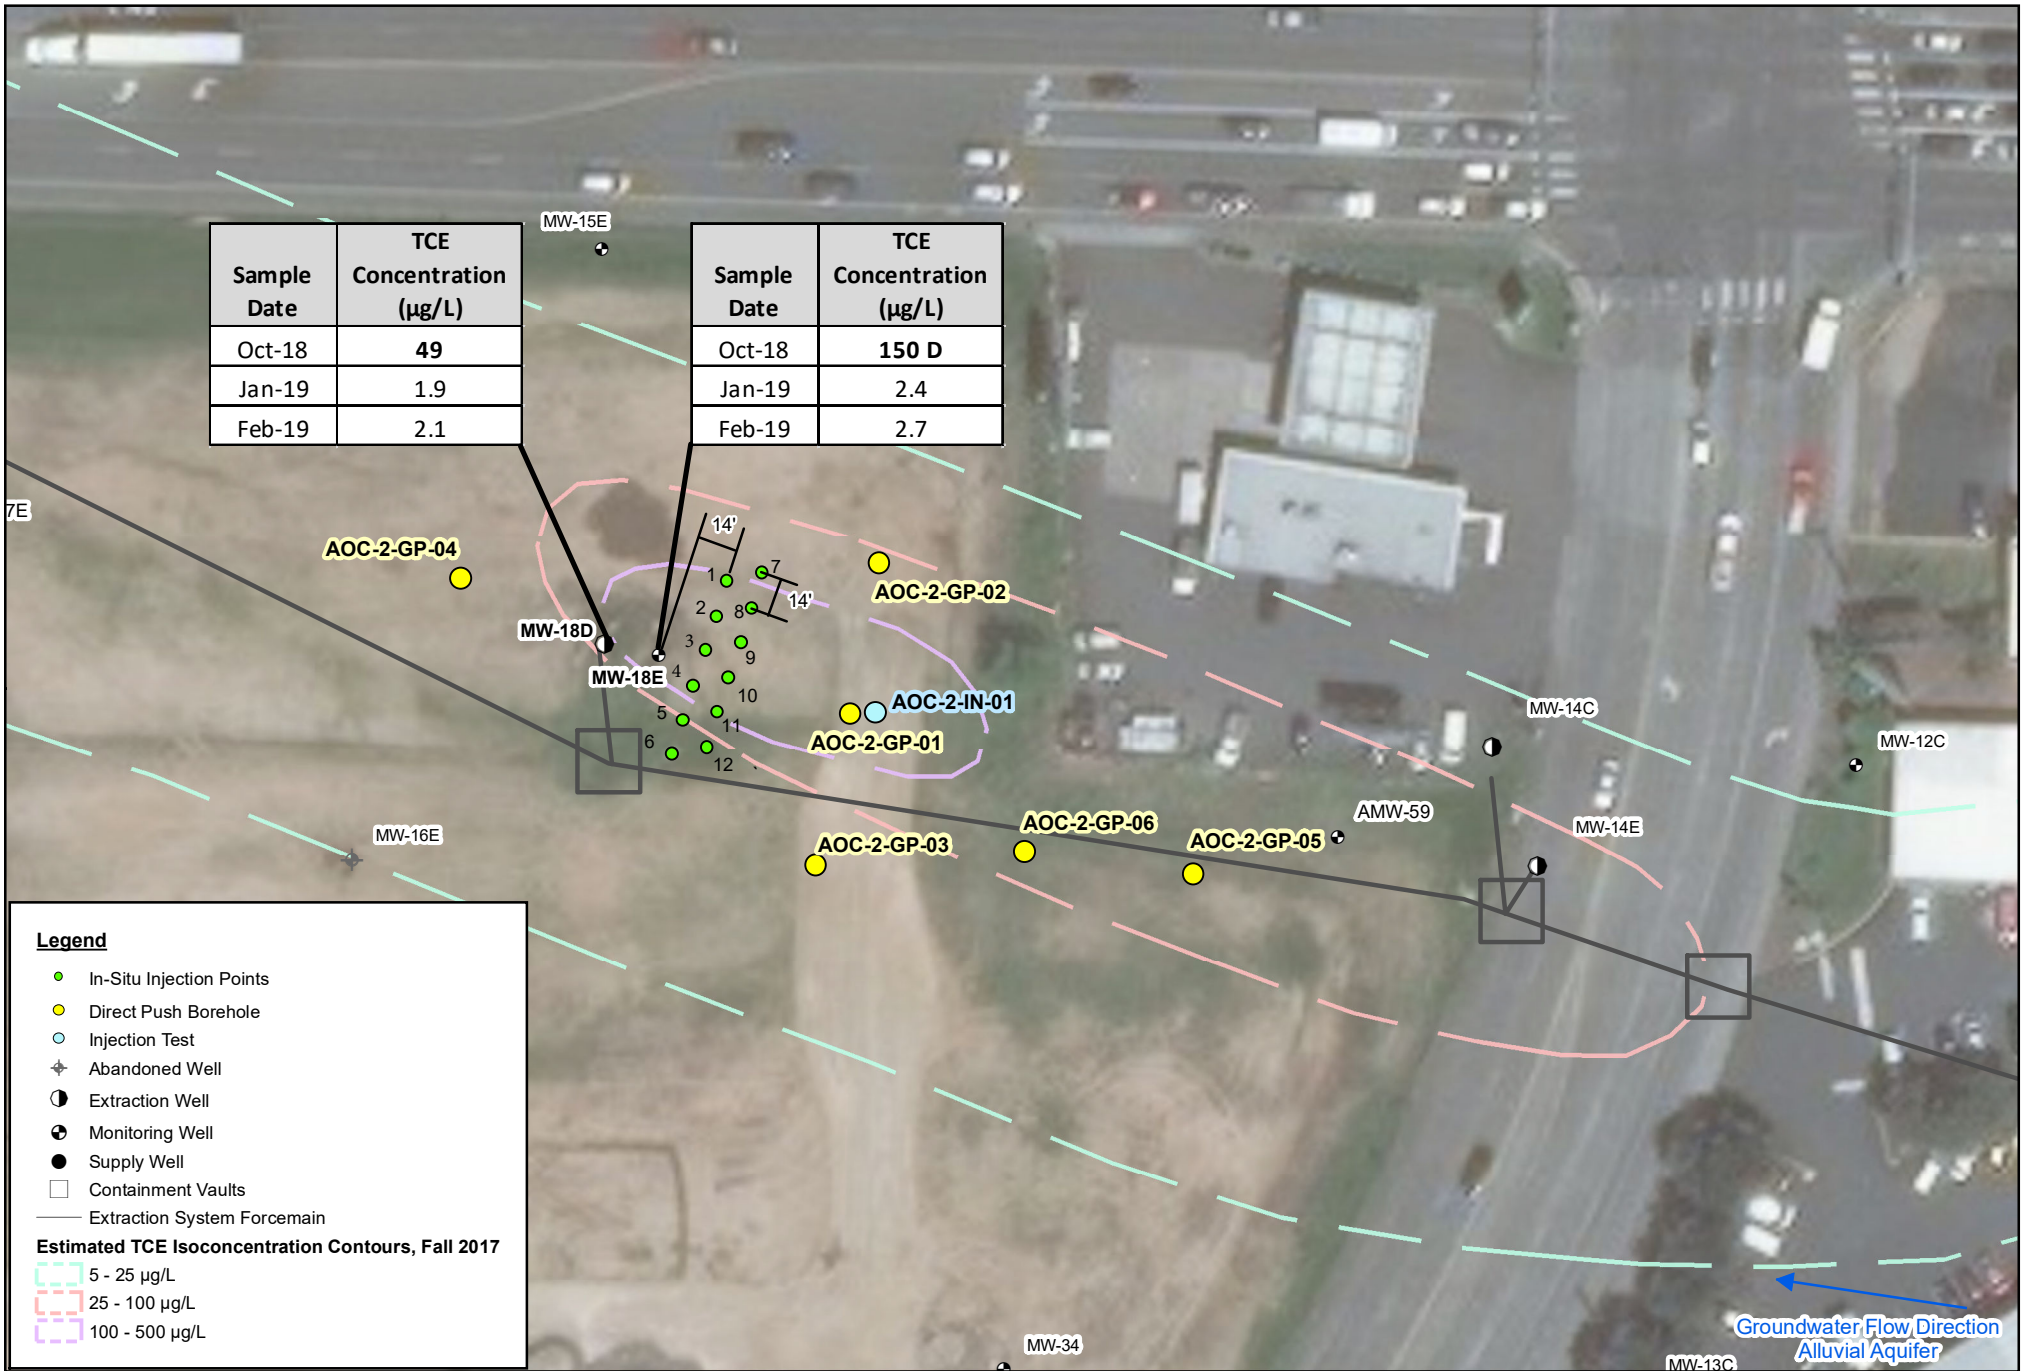 MW-15E
Sample Date
TCE Concentration (µg/L)
Oct-18
49
Jan-19
1.9
Feb-19
2.1
Sample Date
TCE Concentration (µg/L)
Oct-18
150 D
Jan-19
2.4
Feb-19
2.7
7E
AOC-2-GP-04
14'
1
7
2
8
14'
AOC-2-GP-02
MW-18D
3
9
MW-18E
4
10
AOC-2-IN-01
5
11
AOC-2-GP-01
6
12
MW-14C
MW-12C
MW-16E
AOC-2-GP-03
AOC-2-GP-06
AOC-2-GP-05
AMW-59
MW-14E
Legend
In-Situ Injection Points
Direct Push Borehole
Injection Test
Abandoned Well
Extraction Well
Monitoring Well
Supply Well
Containment Vaults
Extraction System Forcemain
Estimated TCE Isoconcentration Contours, Fall 2017
5 - 25 µg/L
25 - 100 µg/L
100 - 500 µg/L
Groundwater Flow Direction
Alluvial Aquifer
MW-34
MW-13C